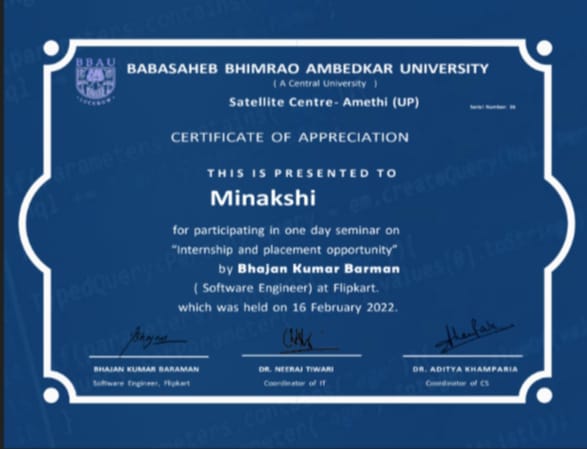 BBAU
LUCKNOW
BABASAHEB BHIMRAO AMBEDKAR UNIVERSITY
( A Central University )
Satellite Centre- Amethi (UP)
Serial Number: 36
CERTIFICATE OF APPRECIATION
THIS IS PRESENTED TO
Minakshi
for participating in one day seminar on
“Internship and placement opportunity”
by Bhajan Kumar Barman
( Software Engineer) at Flipkart.
which was held on 16 February 2022.
BHAJAN KUMAR BARAMAN
Software Engineer, Flipkart
DR. NEERAJ TIWARI
Coordinator of IT
DR. ADITYA KHAMPARIA
Coordinator of CS